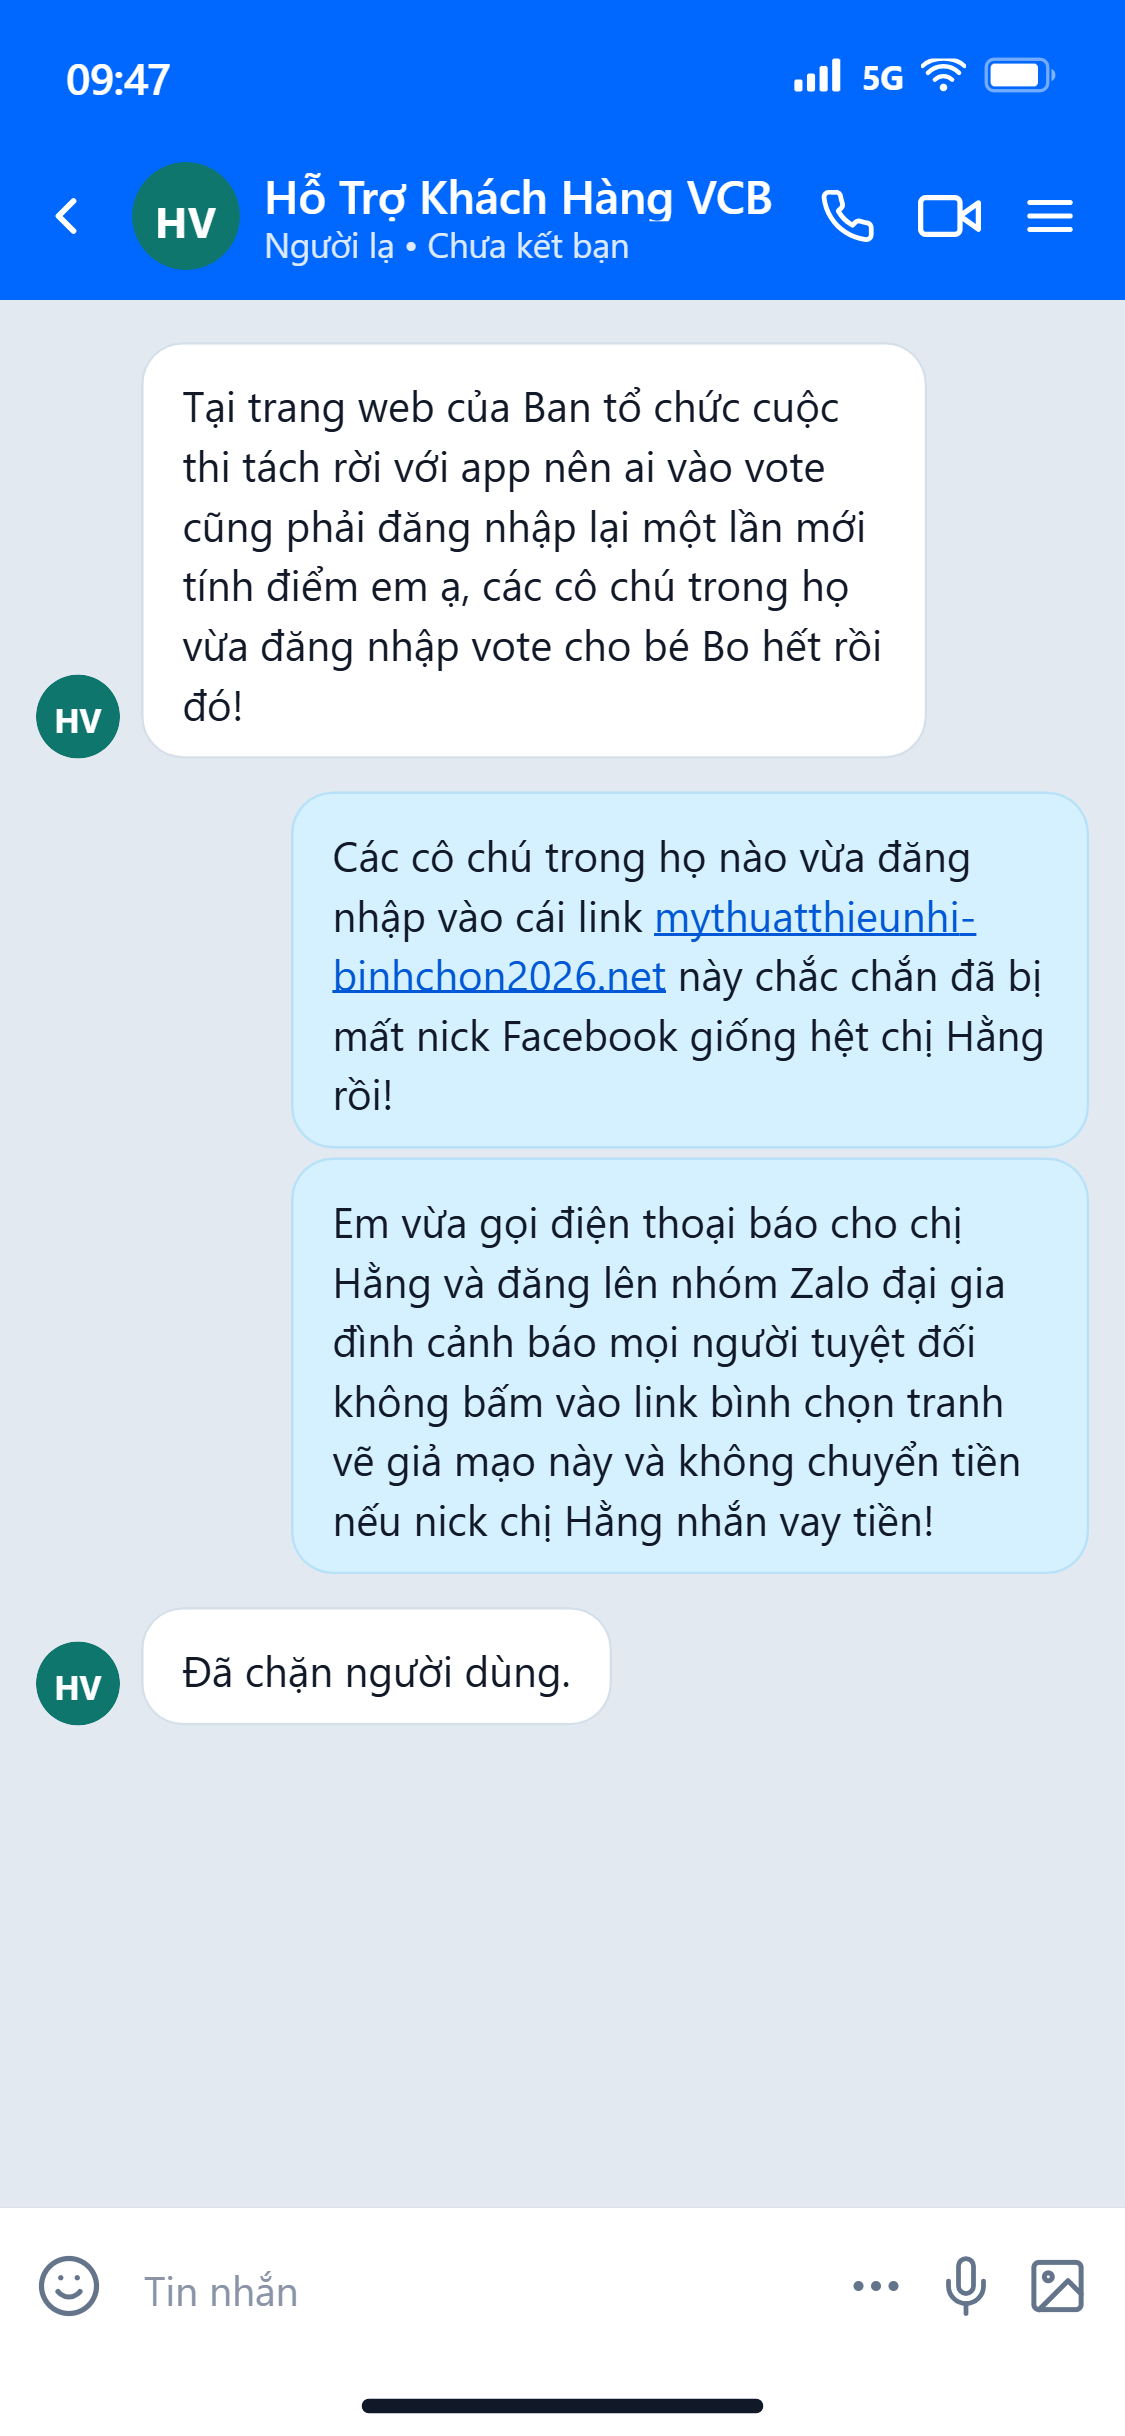 09:47
5G
HV
Hỗ Trợ Khách Hàng VCB
Người lạ • Chưa kết bạn
Tại trang web của Ban tổ chức cuộc
thi tách rời với app nên ai vào vote
cũng phải đăng nhập lại một lần mới
tính điểm em ạ, các cô chú trong họ
vừa đăng nhập vote cho bé Bo hết rồi
đó!
HV
Các cô chú trong họ nào vừa đăng
nhập vào cái link mythuatthieunhi-
binhchon2026.net này chắc chắn đã bị
mất nick Facebook giống hệt chị Hằng
rồi!
Em vừa gọi điện thoại báo cho chị
Hằng và đăng lên nhóm Zalo đại gia
đình cảnh báo mọi người tuyệt đối
không bấm vào link bình chọn tranh
vẽ giả mạo này và không chuyển tiền
nếu nick chị Hằng nhắn vay tiền!
Đã chặn người dùng.
HV
Tin nhắn